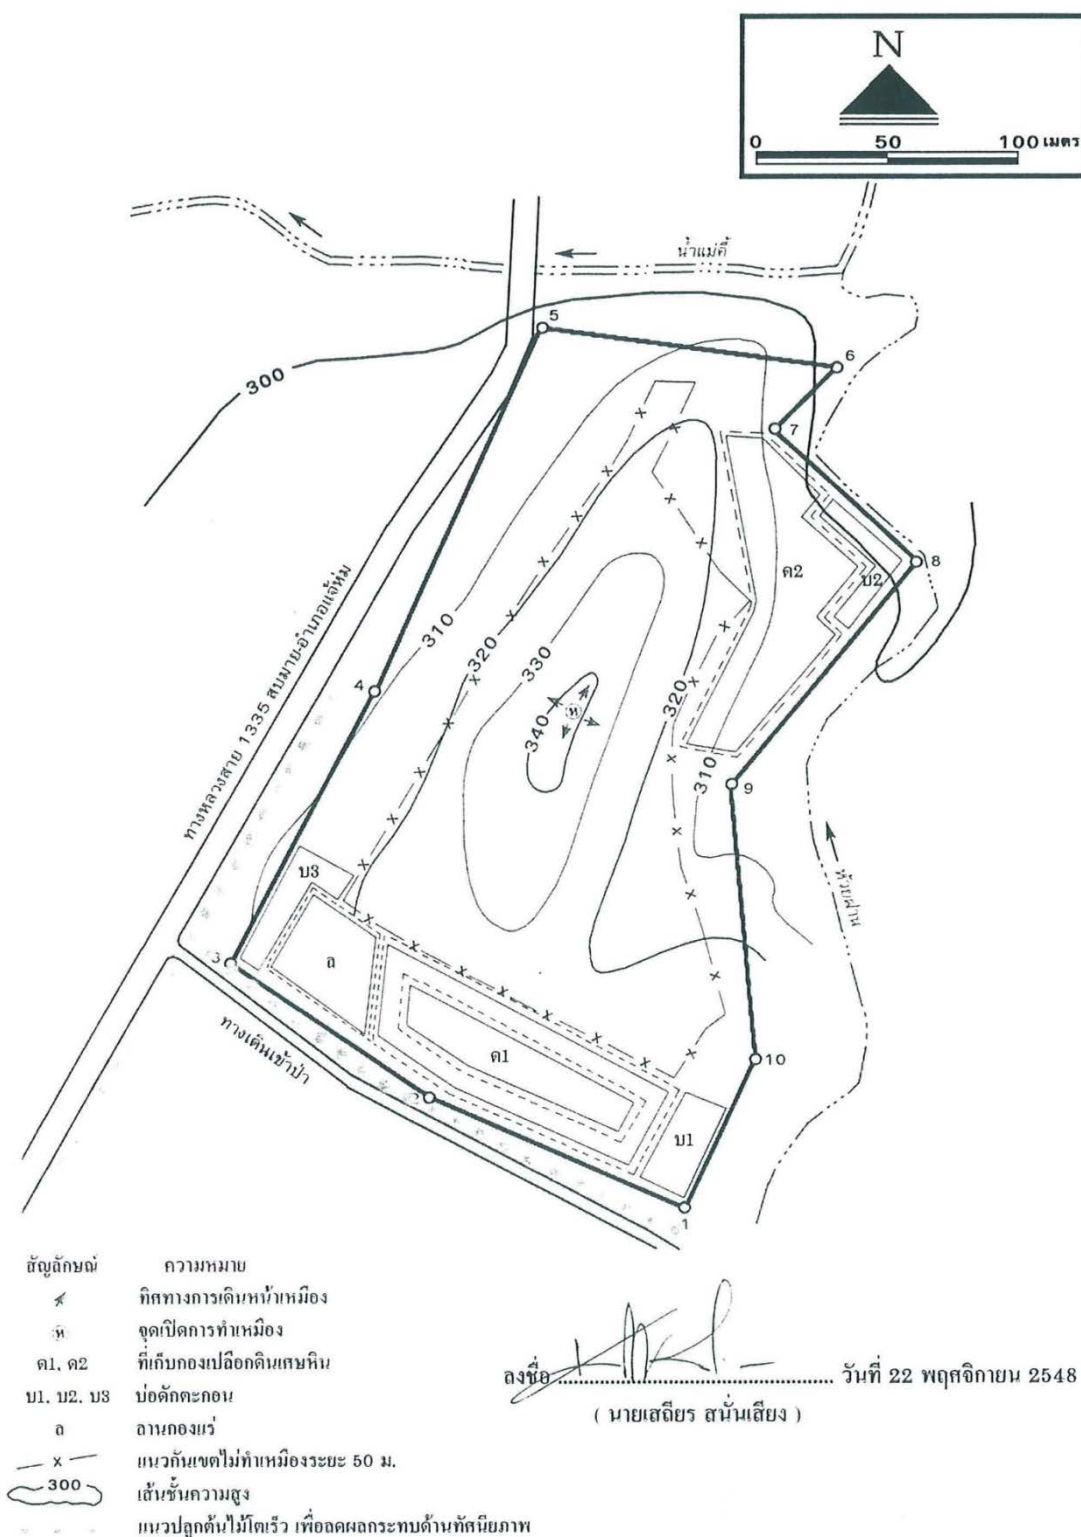 N
0 50 100 เมตร
น้ำแม่ตี้
5
6
300
7
8
ด2
บ2
310
320
330
340
ห
320
310
4
9
ทางหลวงสาย 1335 สบมาย-อำเภอแจ้ห่ม
ห้วยฝาน
บ3
3
ล
ด1
10
ทางเดินเข้าป่า
2
บ1
1
สัญลักษณ์ ความหมาย
ทิศทางการเดินหน้าเหมือง
ห จุดเปิดการทำเหมือง
ด1, ด2 ที่เก็บกองเปลือกดินเศษหิน
บ1, บ2, บ3 บ่อดักตะกอน
ล ลานกองแร่
x แนวกันเขตไม่ทำเหมืองระยะ 50 ม.
300 เส้นชั้นความสูง
แนวปลูกต้นไม้โตเร็ว เพื่อลดผลกระทบด้านทัศนียภาพ
ลงชื่อ .......................................... วันที่ 22 พฤศจิกายน 2548
( นายเสถียร สนั่นเสียง )